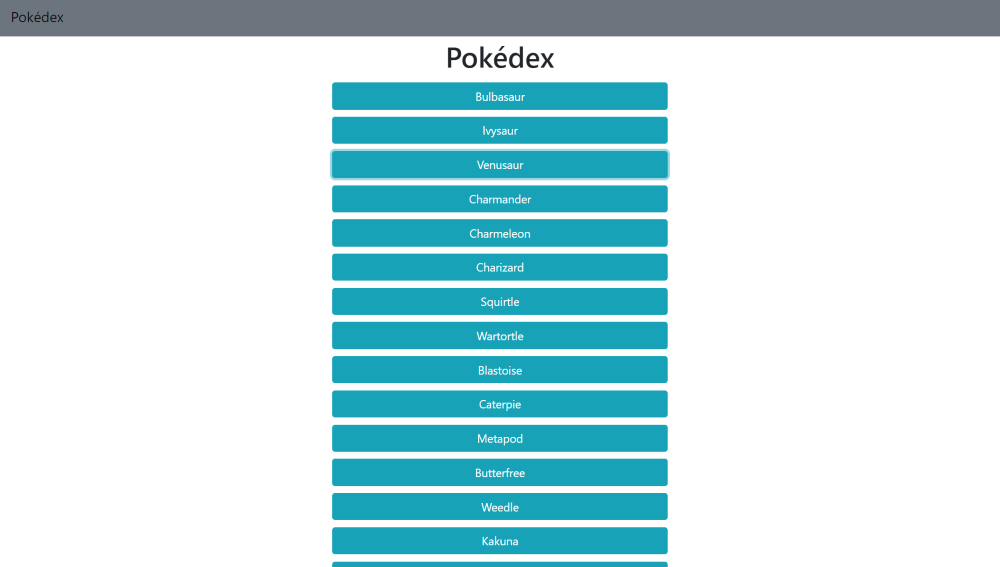 Pokédex
Pokédex
Bulbasaur
Ivysaur
Venusaur
Charmander
Charmeleon
Charizard
Squirtle
Wartortle
Blastoise
Caterpie
Metapod
Butterfree
Weedle
Kakuna